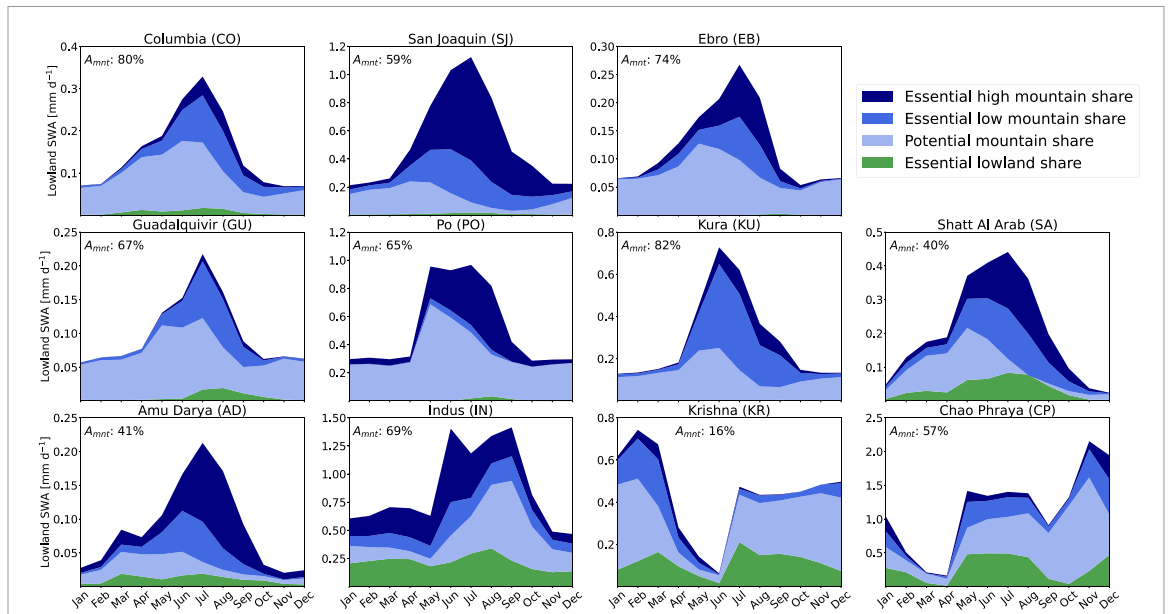 Columbia (CO)
San Joaquin (SJ)
Ebro (EB)
Lowland SWA [mm d⁻¹]
0.4
0.3
0.2
0.1
A_mnt: 80%
1.2
1.0
0.8
0.6
0.4
0.2
A_mnt: 59%
0.30
0.25
0.20
0.15
0.10
0.05
A_mnt: 74%
Essential high mountain share
Essential low mountain share
Potential mountain share
Essential lowland share
Guadalquivir (GU)
Po (PO)
Kura (KU)
Shatt Al Arab (SA)
Lowland SWA [mm d⁻¹]
0.25
0.20
0.15
0.10
0.05
A_mnt: 67%
1.2
1.0
0.8
0.6
0.4
0.2
A_mnt: 65%
0.8
0.6
0.4
0.2
A_mnt: 82%
0.5
0.4
0.3
0.2
0.1
A_mnt: 40%
Amu Darya (AD)
Indus (IN)
Krishna (KR)
Chao Phraya (CP)
Lowland SWA [mm d⁻¹]
0.25
0.20
0.15
0.10
0.05
A_mnt: 41%
1.50
1.25
1.00
0.75
0.50
0.25
A_mnt: 69%
0.8
0.6
0.4
0.2
A_mnt: 16%
2.5
2.0
1.5
1.0
0.5
A_mnt: 57%
Jan Feb Mar Apr May Jun Jul Aug Sep Oct Nov Dec
Jan Feb Mar Apr May Jun Jul Aug Sep Oct Nov Dec
Jan Feb Mar Apr May Jun Jul Aug Sep Oct Nov Dec
Jan Feb Mar Apr May Jun Jul Aug Sep Oct Nov Dec